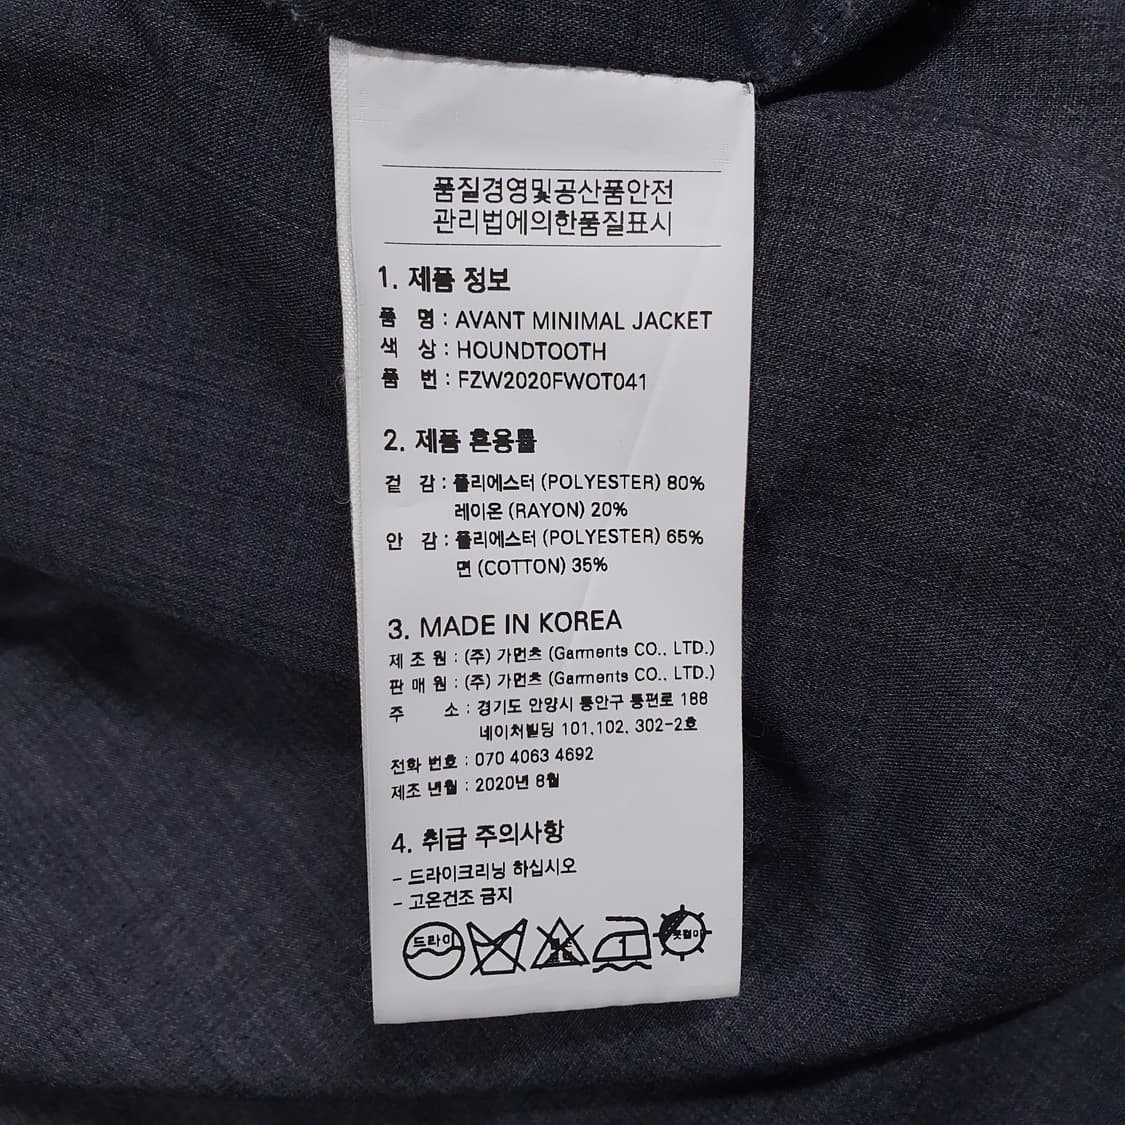 품질경영및공산품안전
관리법에의한품질표시
1. 제품 정보
품 명 : AVANT MINIMAL JACKET
색 상 : HOUNDTOOTH
품 번 : FZW2020FWOT041
2. 제품 혼용률
겉 감 : 폴리에스터 (POLYESTER) 80%
레이온 (RAYON) 20%
안 감 : 폴리에스터 (POLYESTER) 65%
면 (COTTON) 35%
3. MADE IN KOREA
제 조 원 : (주) 가먼츠 (Garments CO., LTD.)
판 매 원 : (주) 가먼츠 (Garments CO., LTD.)
주 소 : 경기도 안양시 동안구 동편로 188
네이처빌딩 101,102, 302-2호
전화 번호 : 070 4063 4692
제조 년월 : 2020년 8월
4. 취급 주의사항
- 드라이크리닝 하십시오
- 고온건조 금지
드라이
옷걸이